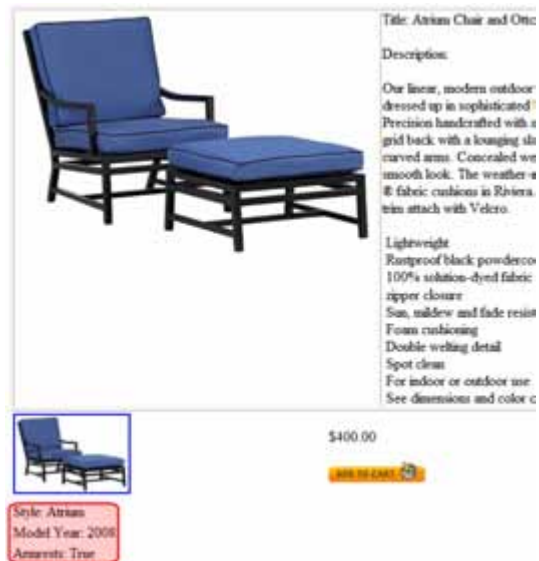 Title: Atrium Chair and Otto
Description:
Our linear, modern outdoor
dressed up in sophisticated
Precision handcrafted with a
grid back with a lounging sla
curved arms. Concealed we
smooth look. The weather-r
® fabric cushions in Riviera
trim attach with Velcro.
Lightweight
Rustproof black powdercoa
100% solution-dyed fabric
zipper closure
Sun, mildew and fade resist
Foam cushioning
Double welting detail
Spot clean
For indoor or outdoor use
See dimensions and color c
$400.00
ADD TO CART
Style: Atrium
Model Year: 2008
Armrests: True